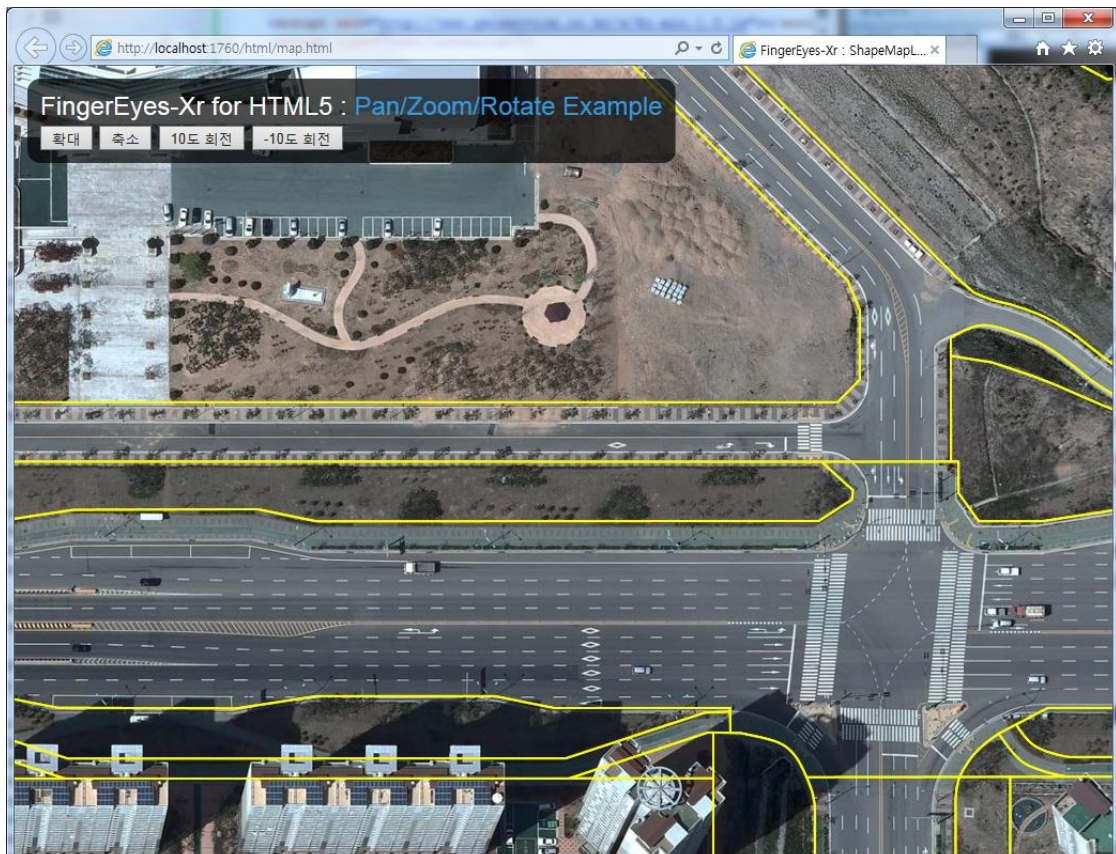 http://localhost:1760/html/map.html
FingerEyes-Xr : ShapeMapL...
FingerEyes-Xr for HTML5 : Pan/Zoom/Rotate Example
확대 축소 10도 회전 -10도 회전